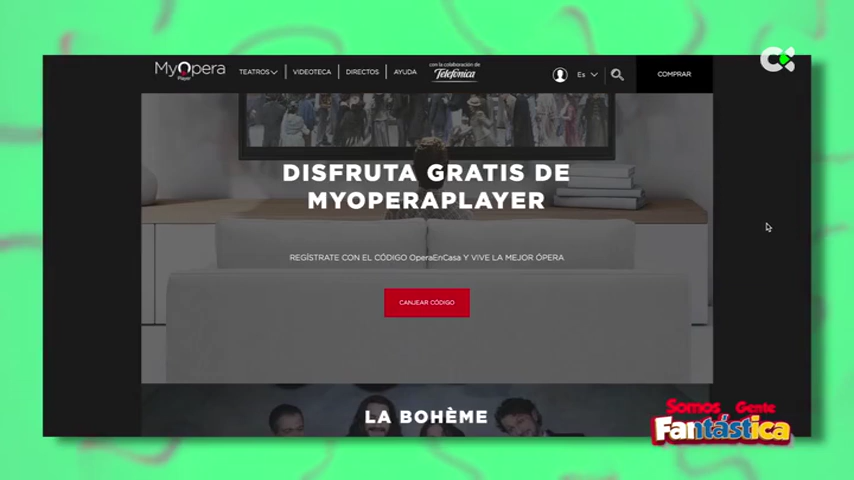 MyOpera
Player
TEATROS
VIDEOTECA
DIRECTOS
AYUDA
con la colaboración de
Telefónica
Es
COMPRAR
DISFRUTA GRATIS DE
MYOPERAPLAYER
REGÍSTRATE CON EL CÓDIGO OperaEnCasa Y VIVE LA MEJOR ÓPERA
CANJEAR CÓDIGO
LA BOHÈME
Somos Gente
Fantástica